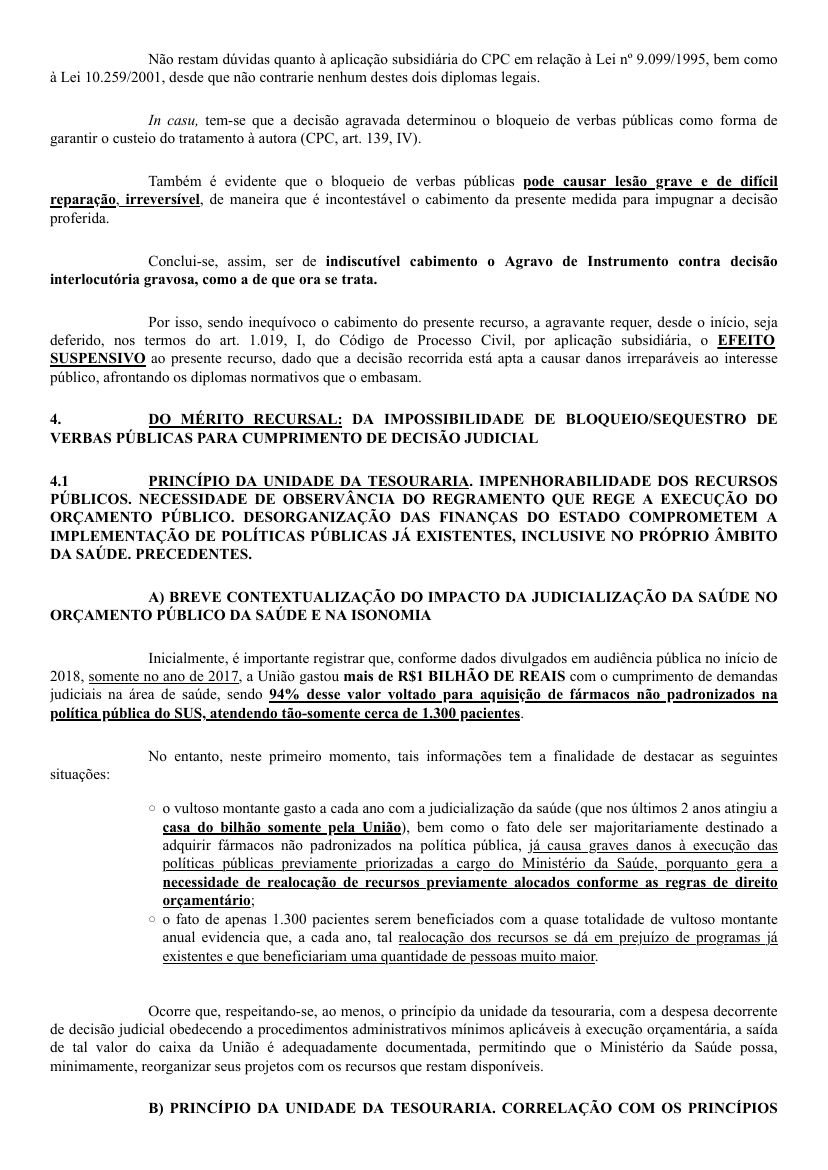 Não restam dúvidas quanto à aplicação subsidiária do CPC em relação à Lei nº 9.099/1995, bem como
à Lei 10.259/2001, desde que não contrarie nenhum destes dois diplomas legais.
In casu, tem-se que a decisão agravada determinou o bloqueio de verbas públicas como forma de
garantir o custeio do tratamento à autora (CPC, art. 139, IV).
Também é evidente que o bloqueio de verbas públicas pode causar lesão grave e de difícil
reparação, irreversível, de maneira que é incontestável o cabimento da presente medida para impugnar a decisão
proferida.
Conclui-se, assim, ser de indiscutível cabimento o Agravo de Instrumento contra decisão
interlocutória gravosa, como a de que ora se trata.
Por isso, sendo inequívoco o cabimento do presente recurso, a agravante requer, desde o início, seja
deferido, nos termos do art. 1.019, I, do Código de Processo Civil, por aplicação subsidiária, o EFEITO
SUSPENSIVO ao presente recurso, dado que a decisão recorrida está apta a causar danos irreparáveis ao interesse
público, afrontando os diplomas normativos que o embasam.
4. DO MÉRITO RECURSAL: DA IMPOSSIBILIDADE DE BLOQUEIO/SEQUESTRO DE
VERBAS PÚBLICAS PARA CUMPRIMENTO DE DECISÃO JUDICIAL
4.1 PRINCÍPIO DA UNIDADE DA TESOURARIA. IMPENHORABILIDADE DOS RECURSOS
PÚBLICOS. NECESSIDADE DE OBSERVÂNCIA DO REGRAMENTO QUE REGE A EXECUÇÃO DO
ORÇAMENTO PÚBLICO. DESORGANIZAÇÃO DAS FINANÇAS DO ESTADO COMPROMETEM A
IMPLEMENTAÇÃO DE POLÍTICAS PÚBLICAS JÁ EXISTENTES, INCLUSIVE NO PRÓPRIO ÂMBITO
DA SAÚDE. PRECEDENTES.
A) BREVE CONTEXTUALIZAÇÃO DO IMPACTO DA JUDICIALIZAÇÃO DA SAÚDE NO
ORÇAMENTO PÚBLICO DA SAÚDE E NA ISONOMIA
Inicialmente, é importante registrar que, conforme dados divulgados em audiência pública no início de
2018, somente no ano de 2017, a União gastou mais de R$1 BILHÃO DE REAIS com o cumprimento de demandas
judiciais na área de saúde, sendo 94% desse valor voltado para aquisição de fármacos não padronizados na
política pública do SUS, atendendo tão-somente cerca de 1.300 pacientes.
No entanto, neste primeiro momento, tais informações tem a finalidade de destacar as seguintes
situações:
○ o vultoso montante gasto a cada ano com a judicialização da saúde (que nos últimos 2 anos atingiu a
casa do bilhão somente pela União), bem como o fato dele ser majoritariamente destinado a
adquirir fármacos não padronizados na política pública, já causa graves danos à execução das
políticas públicas previamente priorizadas a cargo do Ministério da Saúde, porquanto gera a
necessidade de realocação de recursos previamente alocados conforme as regras de direito
orçamentário;
○ o fato de apenas 1.300 pacientes serem beneficiados com a quase totalidade de vultoso montante
anual evidencia que, a cada ano, tal realocação dos recursos se dá em prejuízo de programas já
existentes e que beneficiariam uma quantidade de pessoas muito maior.
Ocorre que, respeitando-se, ao menos, o princípio da unidade da tesouraria, com a despesa decorrente
de decisão judicial obedecendo a procedimentos administrativos mínimos aplicáveis à execução orçamentária, a saída
de tal valor do caixa da União é adequadamente documentada, permitindo que o Ministério da Saúde possa,
minimamente, reorganizar seus projetos com os recursos que restam disponíveis.
B) PRINCÍPIO DA UNIDADE DA TESOURARIA. CORRELAÇÃO COM OS PRINCÍPIOS